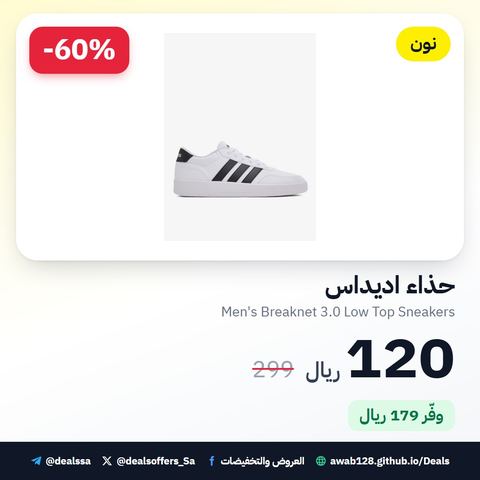 -60%
نون
حذاء اديداس
Men's Breaknet 3.0 Low Top Sneakers
120 ريال 299
وفّر 179 ريال
@dealssa @dealsoffers_Sa العروض والتخفيضات awab128.github.io/Deals